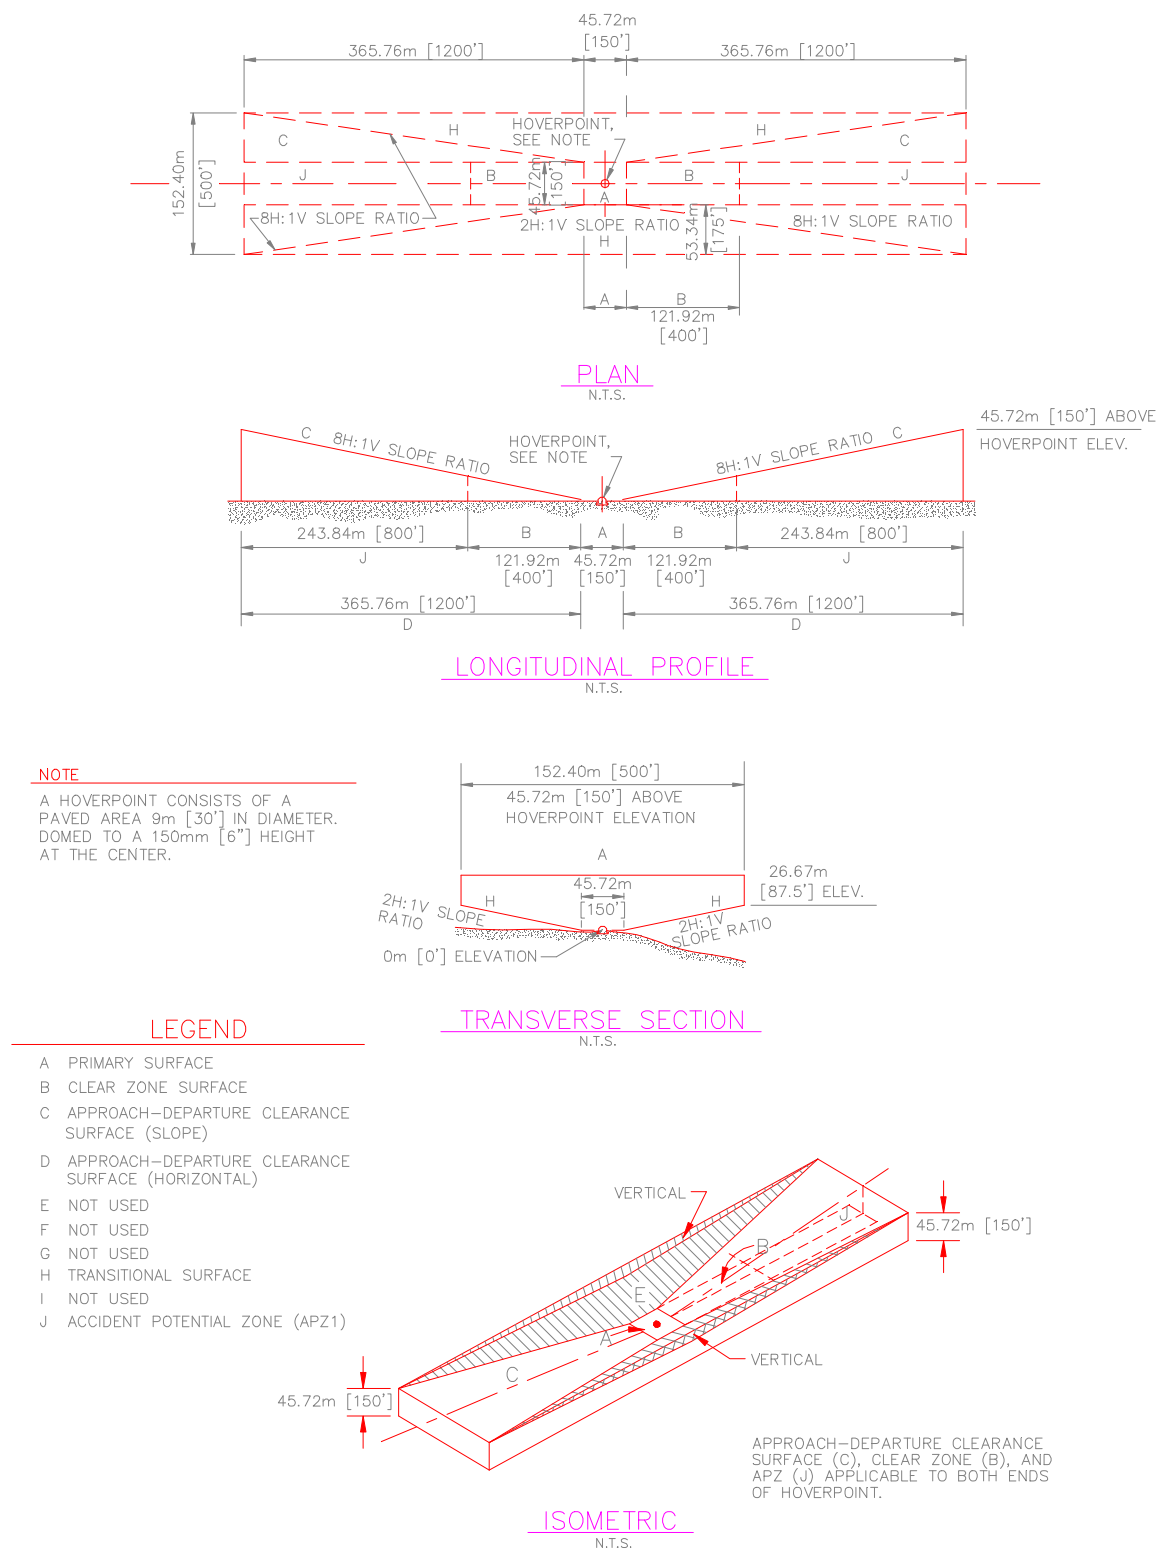 45.72m
[150']
365.76m [1200']
365.76m [1200']
HOVERPOINT,
SEE NOTE
C
H
H
C
152.40m
[500']
J
B
45.72m
[150']
A
B
J
8H:1V SLOPE RATIO
2H:1V SLOPE RATIO
H
53.34m
[175']
8H:1V SLOPE RATIO
A
B
121.92m
[400']
PLAN
N.T.S.
45.72m [150'] ABOVE
HOVERPOINT ELEV.
C
8H:1V SLOPE RATIO
HOVERPOINT,
SEE NOTE
8H:1V SLOPE RATIO
C
243.84m [800']
B
A
B
243.84m [800']
J
121.92m
[400']
45.72m
[150']
121.92m
[400']
J
365.76m [1200']
365.76m [1200']
D
D
LONGITUDINAL PROFILE
N.T.S.
NOTE
A HOVERPOINT CONSISTS OF A
PAVED AREA 9m [30'] IN DIAMETER.
DOMED TO A 150mm [6"] HEIGHT
AT THE CENTER.
152.40m [500']
45.72m [150'] ABOVE
HOVERPOINT ELEVATION
A
45.72m
[150']
26.67m
[87.5'] ELEV.
H
H
2H:1V SLOPE
RATIO
2H:1V
SLOPE RATIO
0m [0'] ELEVATION
TRANSVERSE SECTION
N.T.S.
LEGEND
A PRIMARY SURFACE
B CLEAR ZONE SURFACE
C APPROACH-DEPARTURE CLEARANCE
SURFACE (SLOPE)
D APPROACH-DEPARTURE CLEARANCE
SURFACE (HORIZONTAL)
E NOT USED
F NOT USED
G NOT USED
H TRANSITIONAL SURFACE
I NOT USED
J ACCIDENT POTENTIAL ZONE (APZ1)
VERTICAL
J
45.72m [150']
B
E
A
C
VERTICAL
45.72m [150']
APPROACH-DEPARTURE CLEARANCE
SURFACE (C), CLEAR ZONE (B), AND
APZ (J) APPLICABLE TO BOTH ENDS
OF HOVERPOINT.
ISOMETRIC
N.T.S.